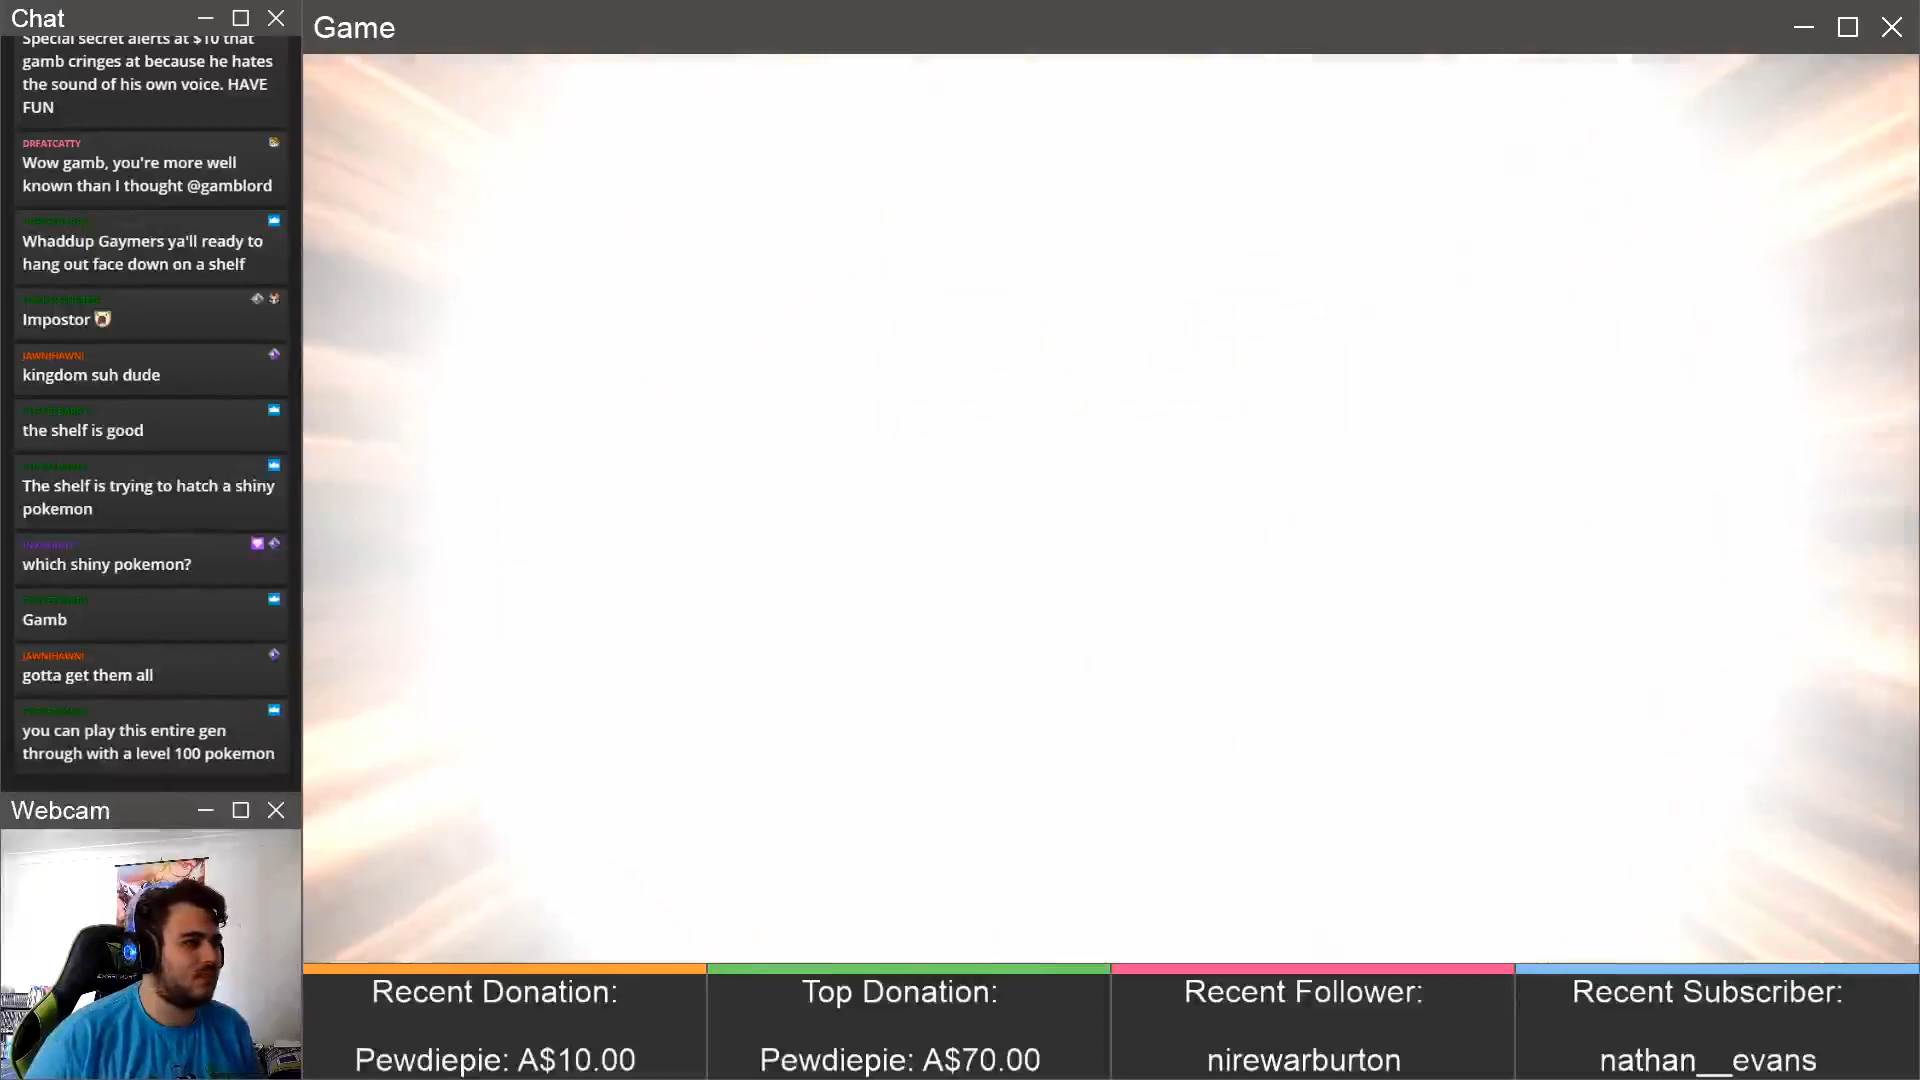 Chat
Special secret alerts at $10 that
gamb cringes at because he hates
the sound of his own voice. HAVE
FUN
DREATCATTY
Wow gamb, you're more well
known than I thought @gamblord
Whaddup Gaymers ya'll ready to
hang out face down on a shelf
Impostor
JAWNIHAWNI
kingdom suh dude
the shelf is good
The shelf is trying to hatch a shiny
pokemon
which shiny pokemon?
Gamb
JAWNIHAWNI
gotta get them all
you can play this entire gen
through with a level 100 pokemon
Webcam
Game
Recent Donation:
Pewdiepie: A$10.00
Top Donation:
Pewdiepie: A$70.00
Recent Follower:
nirewarburton
Recent Subscriber:
nathan__evans